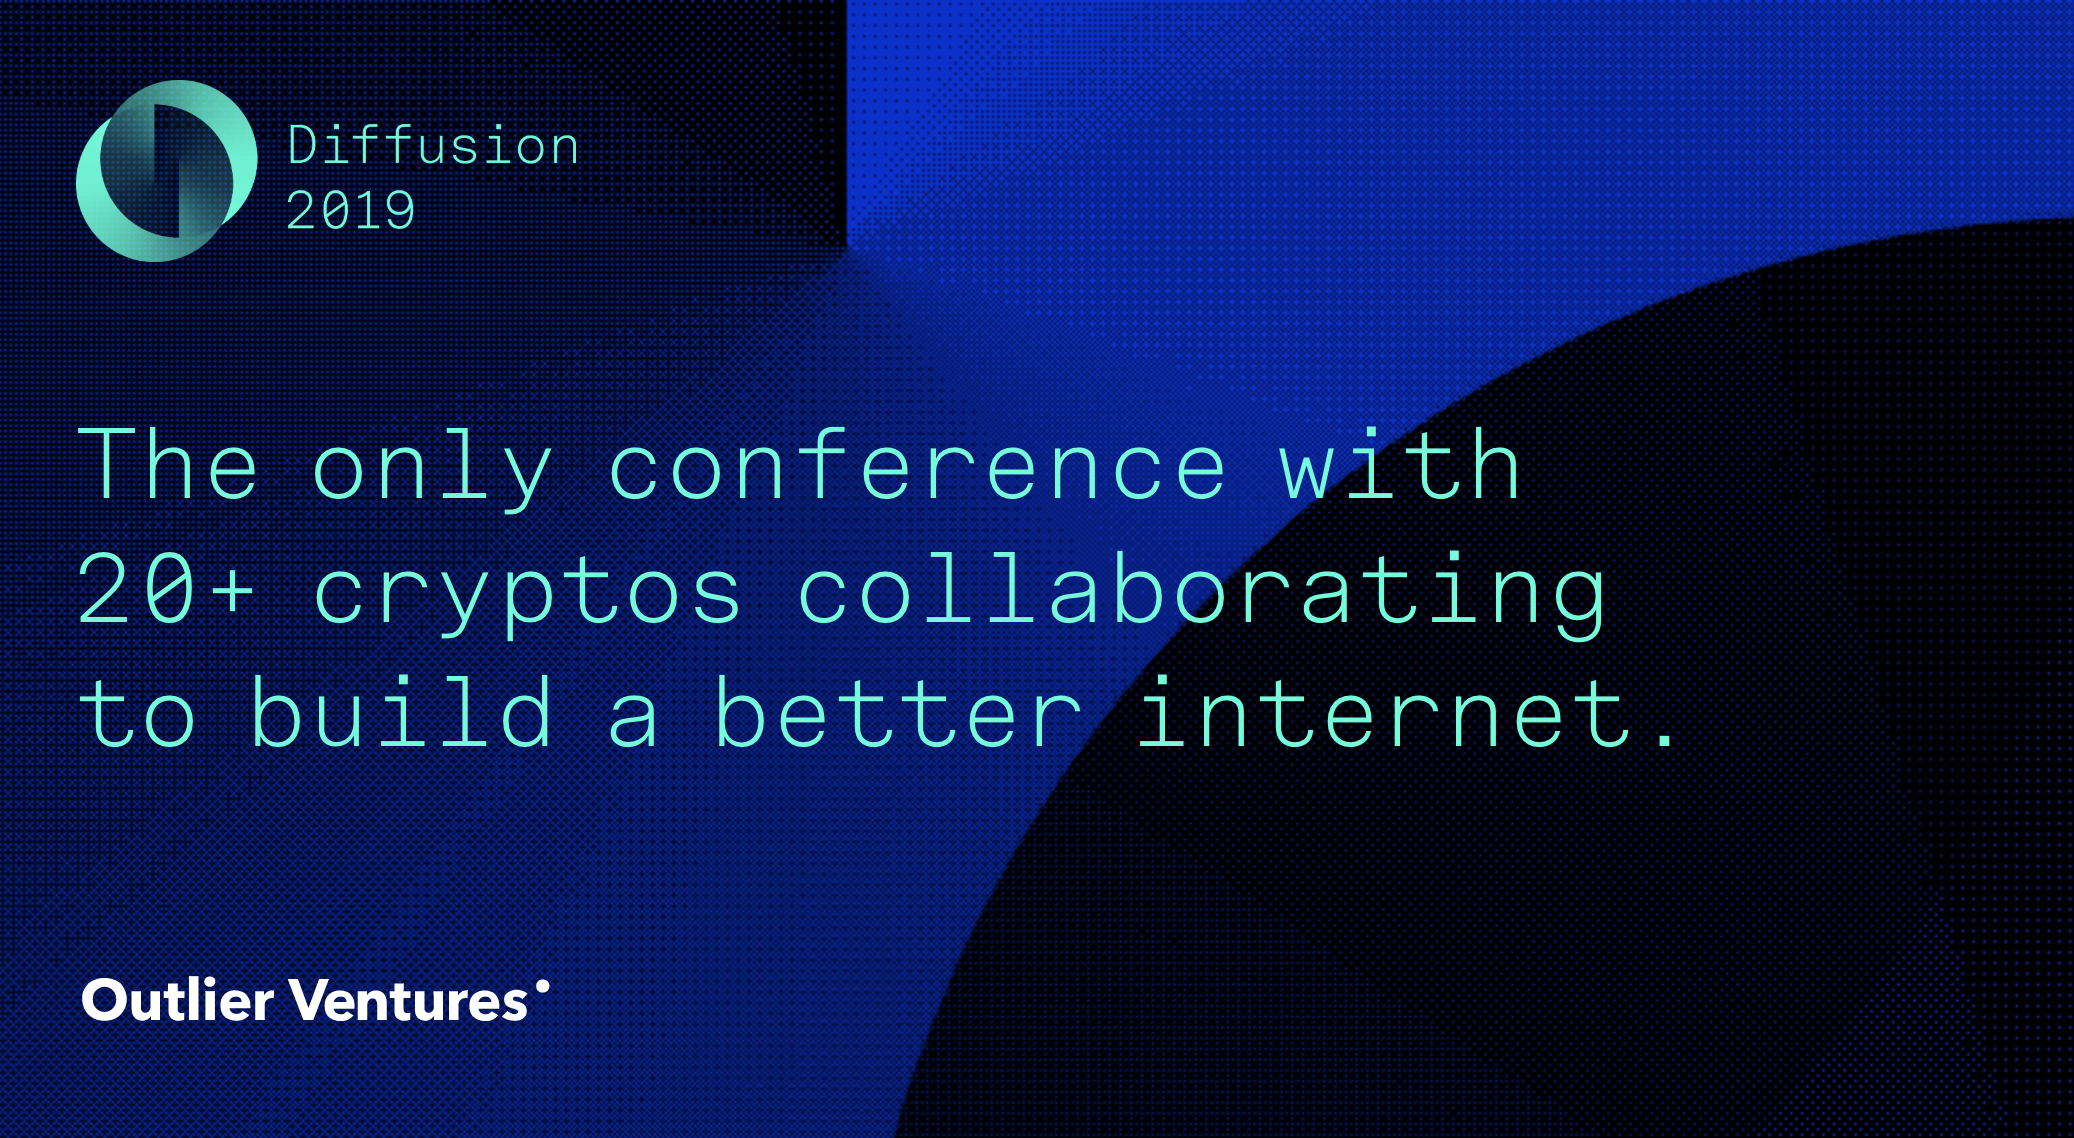 Diffusion
2019
The only conference with
20+ cryptos collaborating
to build a better internet.
Outlier Ventures